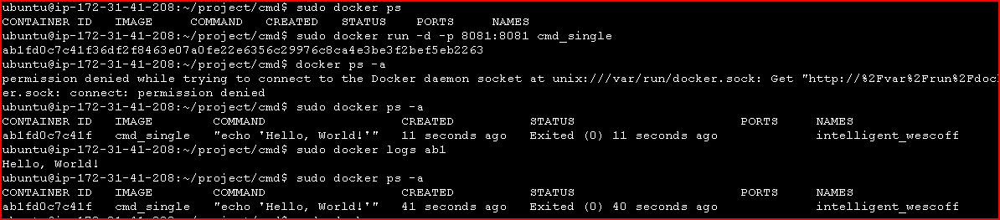 ubuntu@ip-172-31-41-208:~/project/cmd$ sudo docker ps
CONTAINER ID   IMAGE     COMMAND   CREATED   STATUS    PORTS     NAMES
ubuntu@ip-172-31-41-208:~/project/cmd$ sudo docker run -d -p 8081:8081 cmd_single
ab1fd0c7c41f36df2f8463e07a0fe22e6356c29976c8ca4e3be3f2bef5eb2263
ubuntu@ip-172-31-41-208:~/project/cmd$ docker ps -a
permission denied while trying to connect to the Docker daemon socket at unix:///var/run/docker.sock: Get "http://%2Fvar%2Frun%2Fdoc
er.sock: connect: permission denied
ubuntu@ip-172-31-41-208:~/project/cmd$ sudo docker ps -a
CONTAINER ID   IMAGE        COMMAND                  CREATED          STATUS                      PORTS     NAMES
ab1fd0c7c41f   cmd_single   "echo 'Hello, World!'"   11 seconds ago   Exited (0) 11 seconds ago             intelligent_wescoff
ubuntu@ip-172-31-41-208:~/project/cmd$ sudo docker logs ab1
Hello, World!
ubuntu@ip-172-31-41-208:~/project/cmd$ sudo docker ps -a
CONTAINER ID   IMAGE        COMMAND                  CREATED          STATUS                      PORTS     NAMES
ab1fd0c7c41f   cmd_single   "echo 'Hello, World!'"   41 seconds ago   Exited (0) 40 seconds ago             intelligent_wescoff